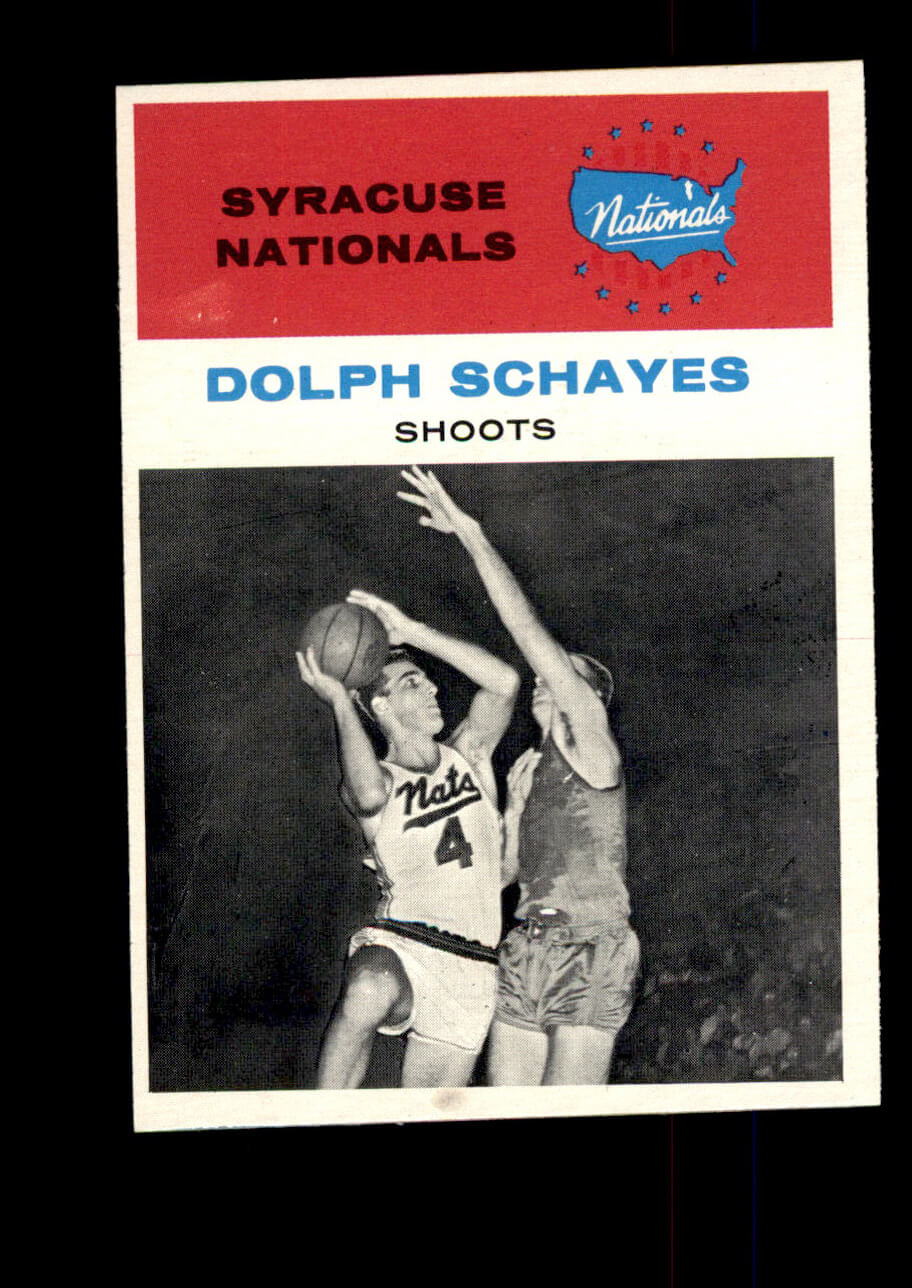 SYRACUSE
NATIONALS
Nationals
DOLPH SCHAYES
SHOOTS
Nats
4